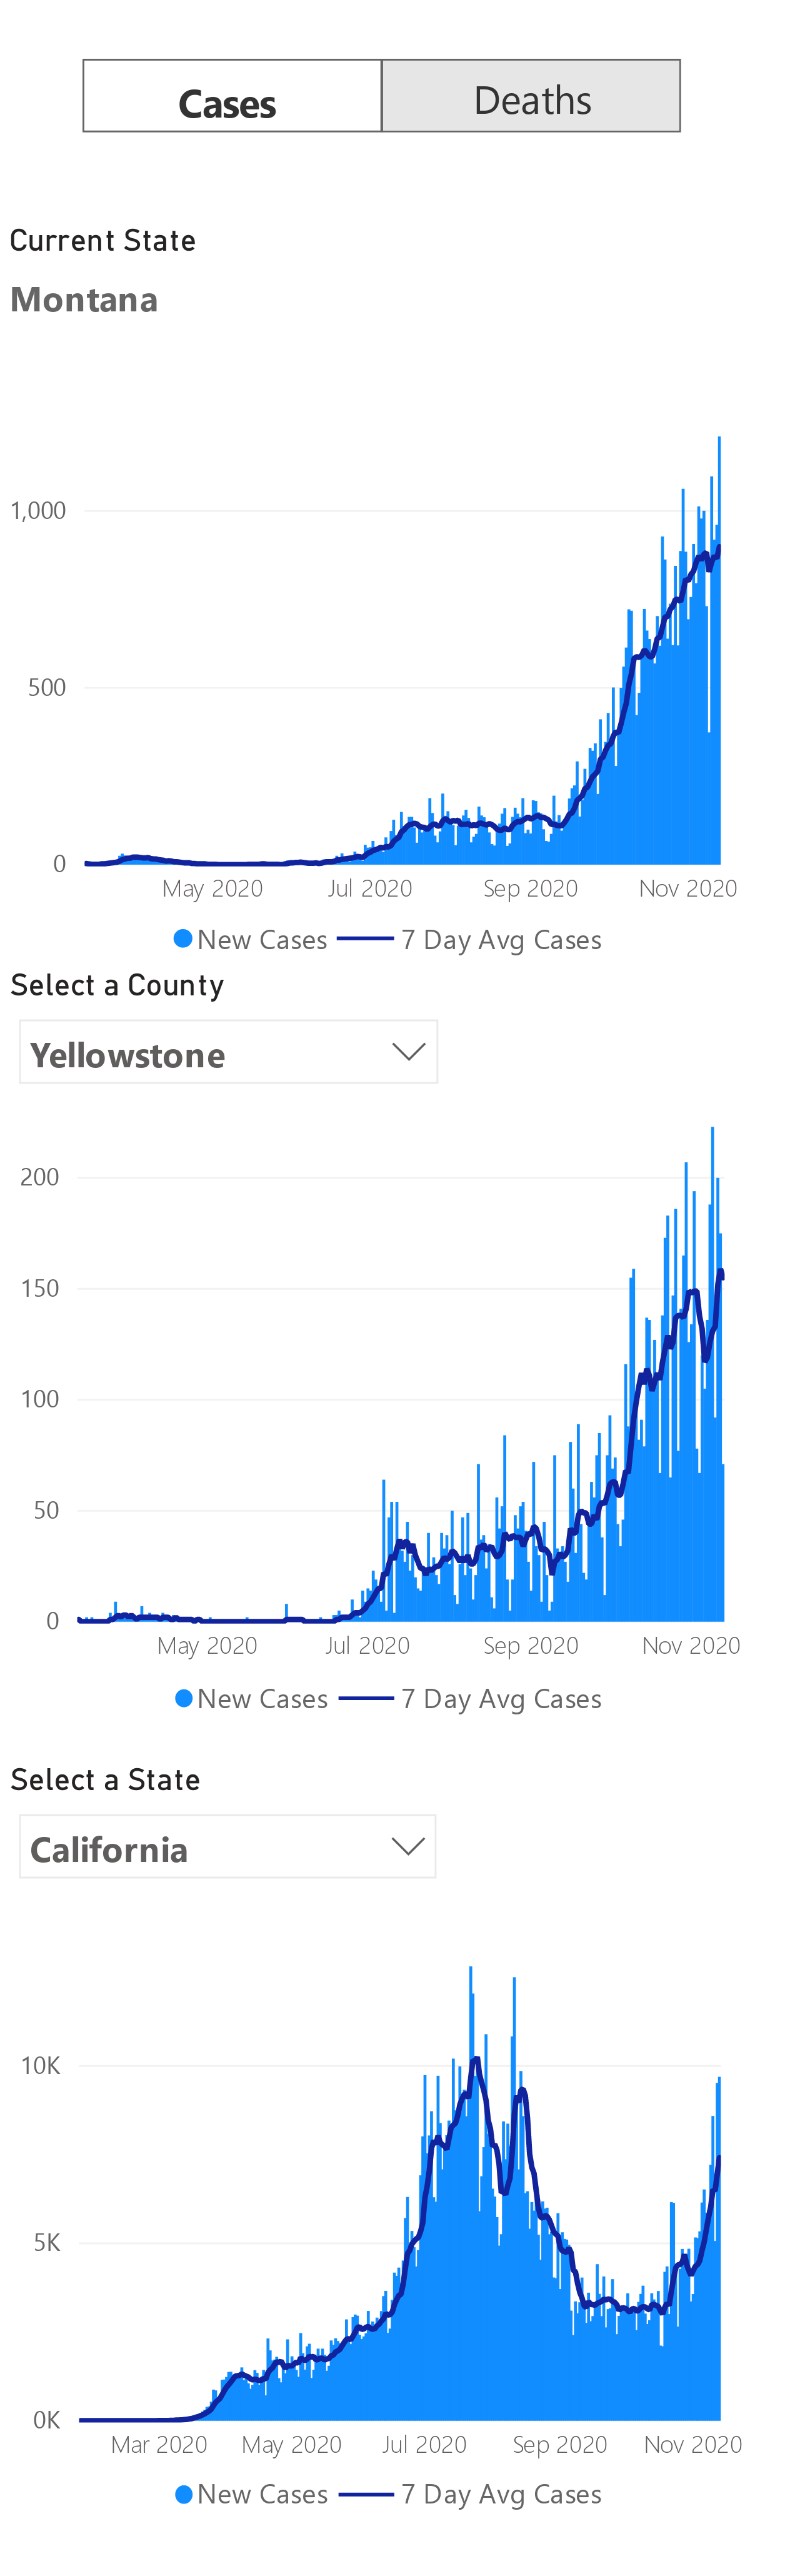 Cases Deaths
Current State
Montana
1,000
500
0
May 2020 Jul 2020 Sep 2020 Nov 2020
New Cases 7 Day Avg Cases
Select a County
Yellowstone
200
150
100
50
0
May 2020 Jul 2020 Sep 2020 Nov 2020
New Cases 7 Day Avg Cases
Select a State
California
10K
5K
0K
Mar 2020 May 2020 Jul 2020 Sep 2020 Nov 2020
New Cases 7 Day Avg Cases